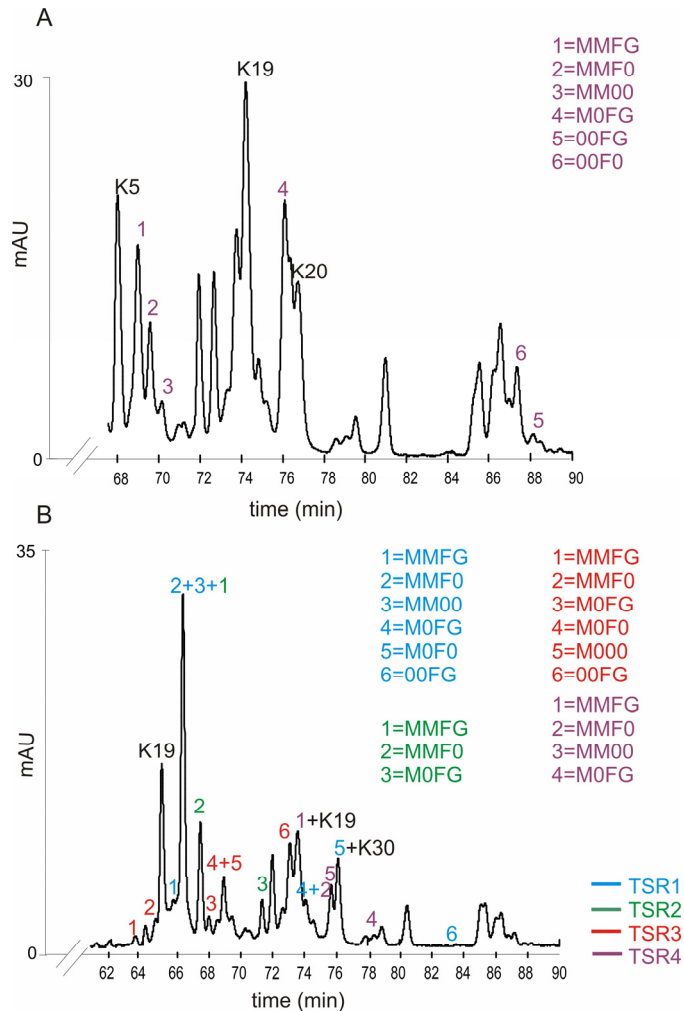 A
30
mAU
0
K5
1
2
3
K19
4
K20
6
5
1=MMFG
2=MMF0
3=MM00
4=M0FG
5=00FG
6=00F0
68 70 72 74 76 78 80 82 84 86 88 90
time (min)
B
35
mAU
0
2+3+1
K19
1
2
2
1
3
4+5
3
6
1+K19
4+2
5
5+K30
4
6
1=MMFG
2=MMF0
3=MM00
4=M0FG
5=M0F0
6=00FG
1=MMFG
2=MMF0
3=M0FG
4=M0F0
5=M000
6=00FG
1=MMFG
2=MMF0
3=M0FG
1=MMFG
2=MMF0
3=MM00
4=M0FG
TSR1
TSR2
TSR3
TSR4
62 64 66 68 70 72 74 76 78 80 82 84 86 88 90
time (min)